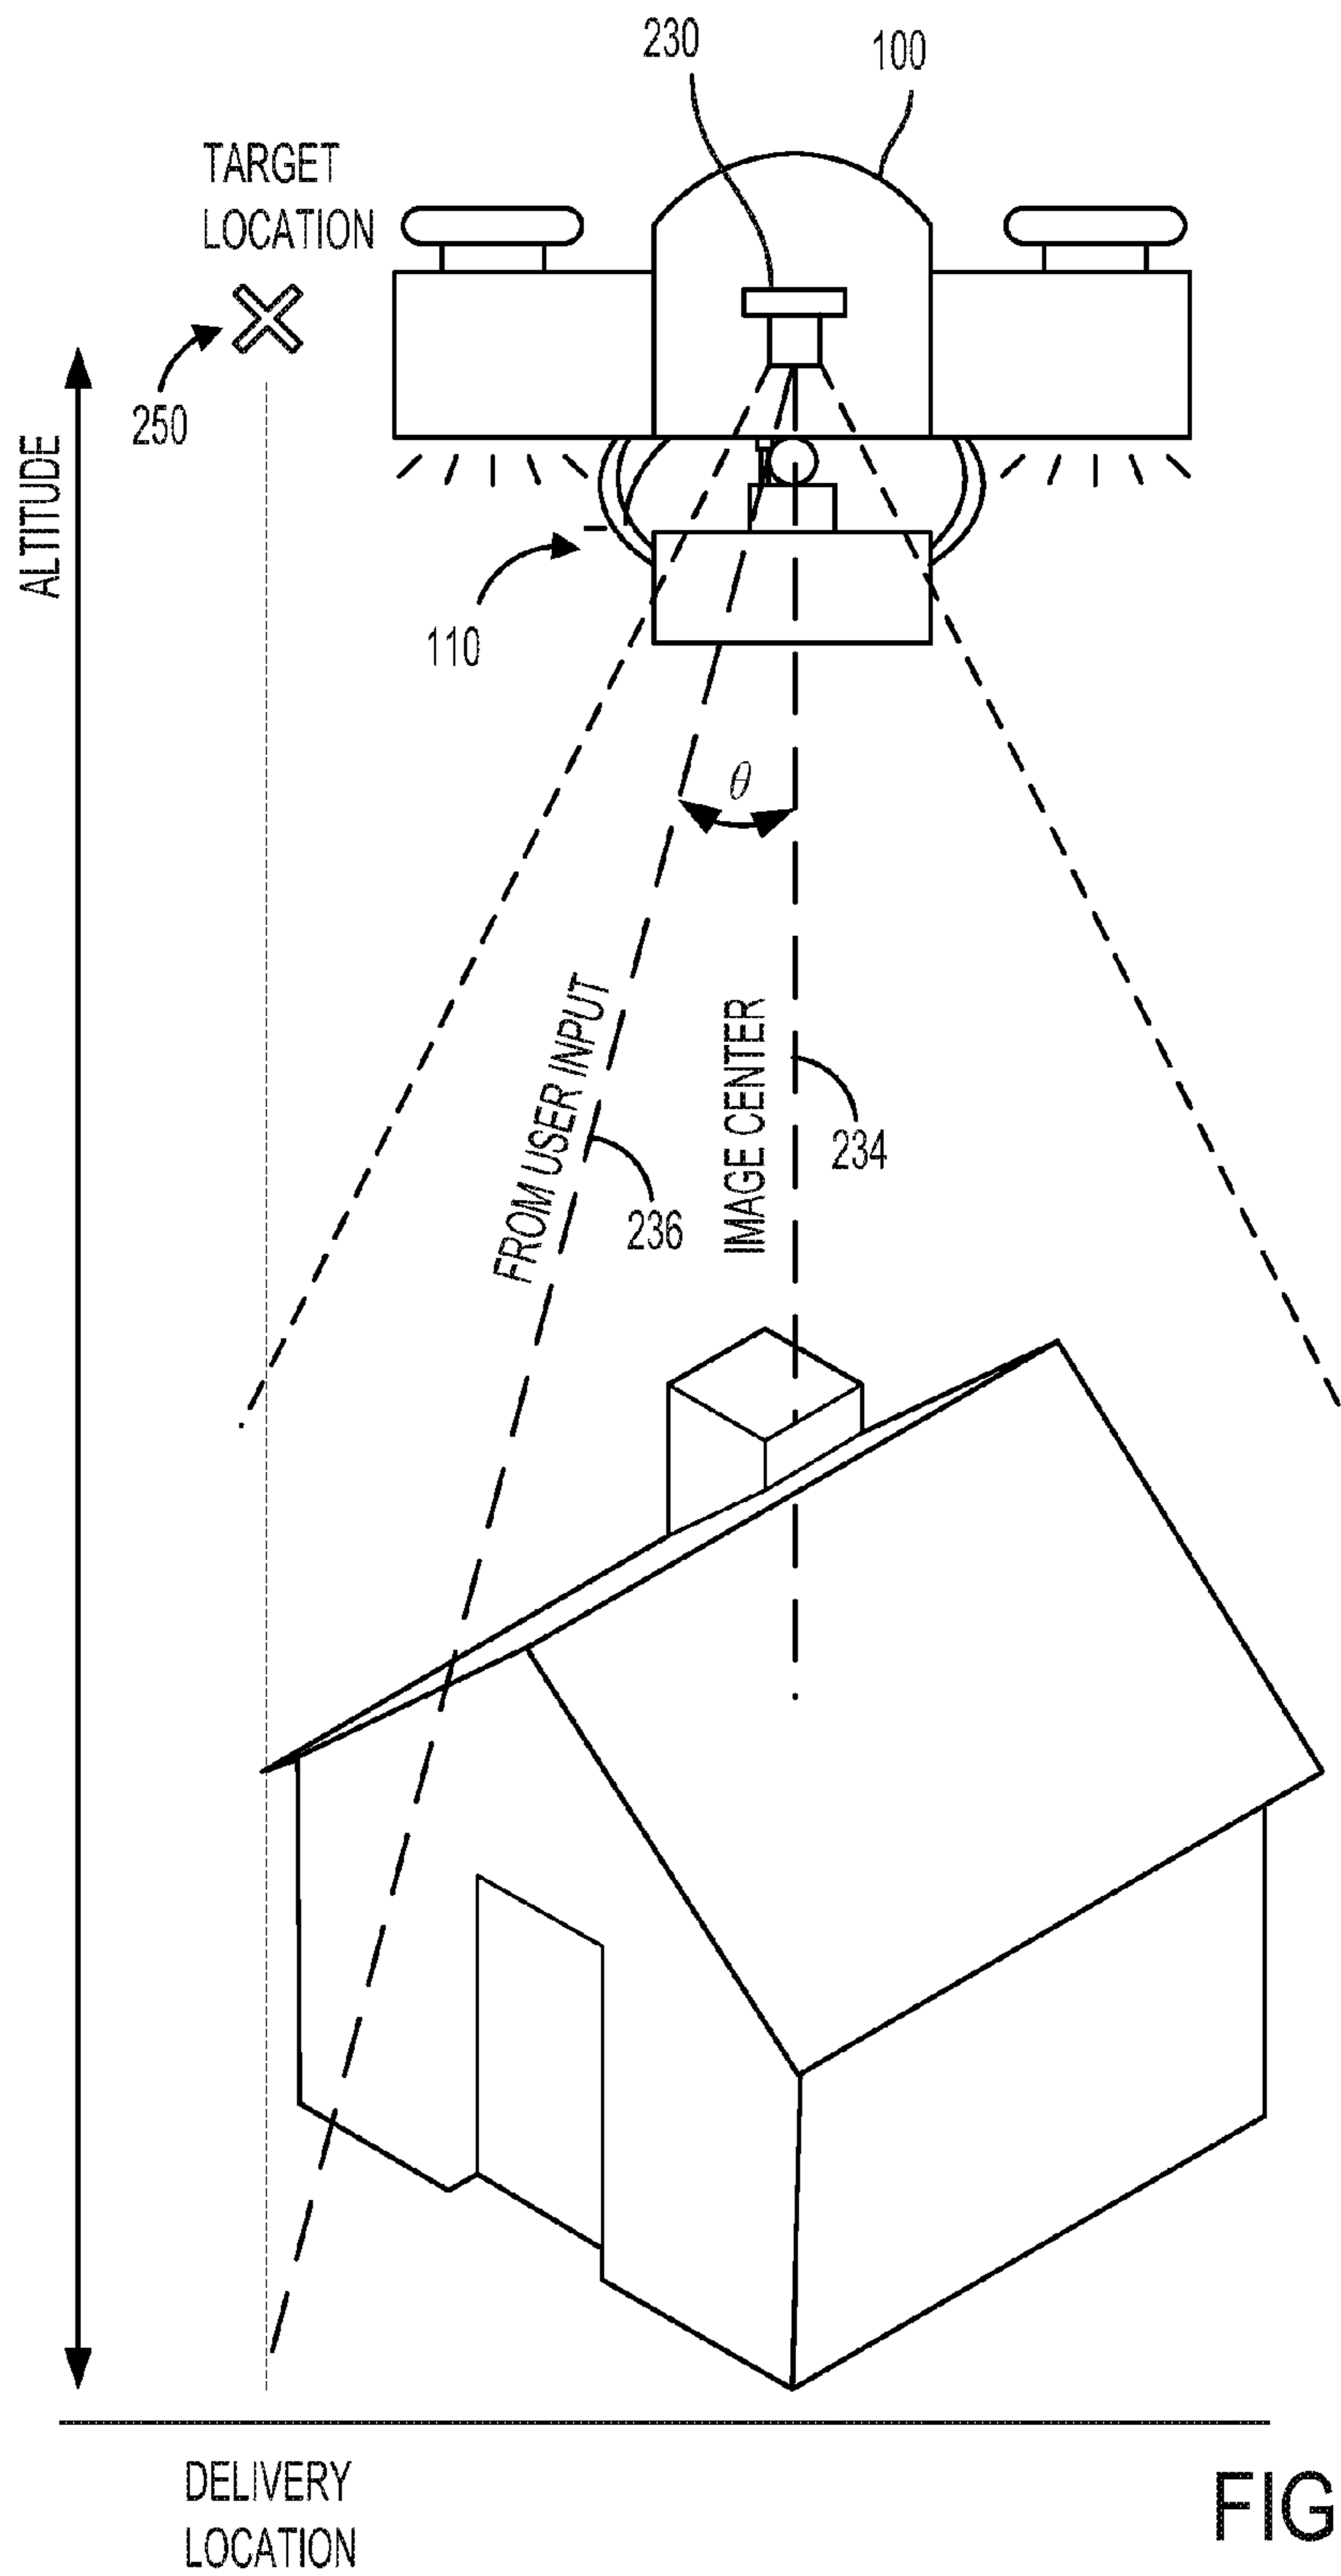 230
100
TARGET
LOCATION
250
ALTITUDE
110
θ
FROM USER INPUT
IMAGE CENTER
234
236
DELIVERY
LOCATION
FIG